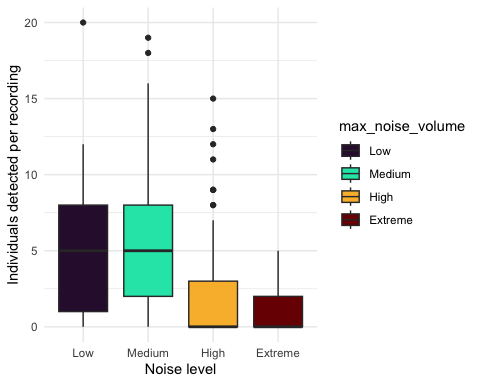 20
15
10
5
0
Individuals detected per recording
Low Medium High Extreme
Noise level
max_noise_volume
Low
Medium
High
Extreme